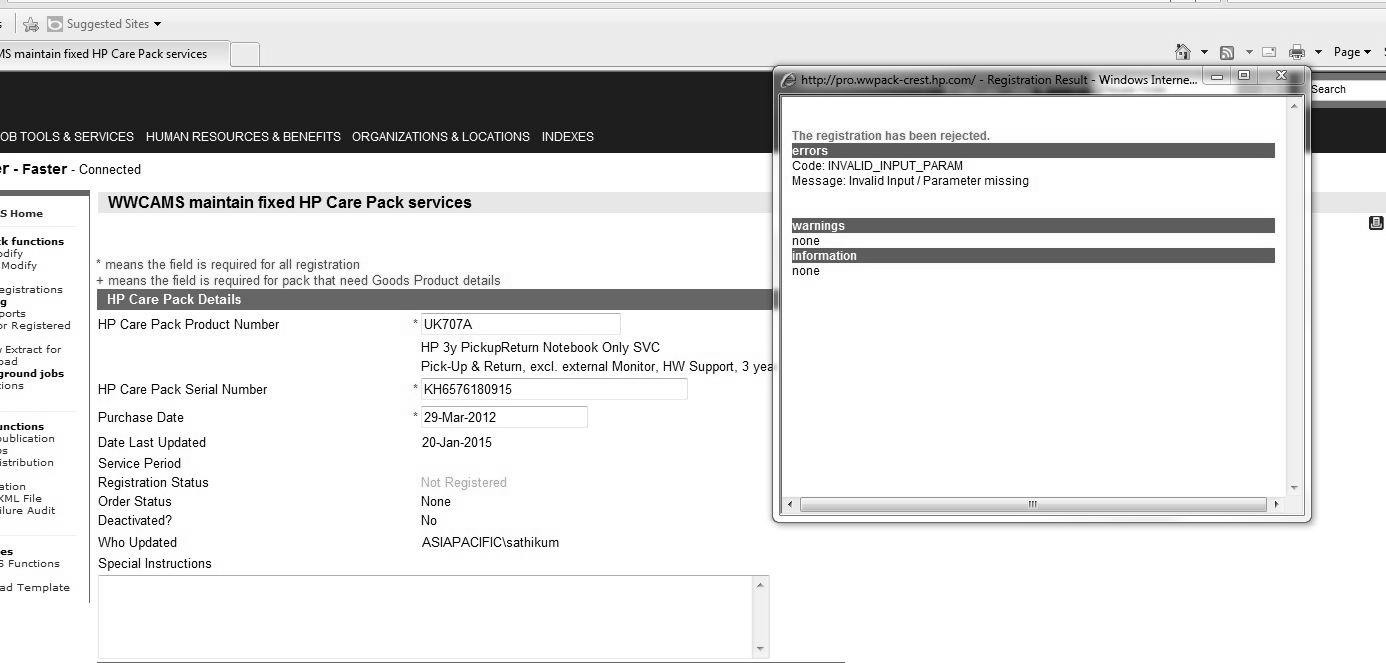 Suggested Sites
MS maintain fixed HP Care Pack services
Page
http://pro.wwpack-crest.hp.com/ - Registration Result - Windows Interne...
Search
OB TOOLS & SERVICES HUMAN RESOURCES & BENEFITS ORGANIZATIONS & LOCATIONS INDEXES
r - Faster - Connected
The registration has been rejected.
errors
Code: INVALID_INPUT_PARAM
Message: Invalid Input / Parameter missing
warnings
none
information
none
S Home
k functions
odify
Modify
egistrations
g
ports
or Registered
y Extract for
oad
ground jobs
ions
unctions
ublication
os
istribution
ation
XML File
ilure Audit
es
S Functions
ad Template
WWCAMS maintain fixed HP Care Pack services
* means the field is required for all registration
+ means the field is required for pack that need Goods Product details
HP Care Pack Details
HP Care Pack Product Number * UK707A
HP 3y PickupReturn Notebook Only SVC
Pick-Up & Return, excl. external Monitor, HW Support, 3 yea
HP Care Pack Serial Number * KH6576180915
Purchase Date * 29-Mar-2012
Date Last Updated 20-Jan-2015
Service Period
Registration Status Not Registered
Order Status None
Deactivated? No
Who Updated ASIAPACIFIC\sathikum
Special Instructions